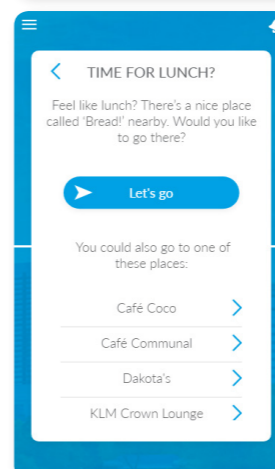 TIME FOR LUNCH?
Feel like lunch? There's a nice place
called 'Bread!' nearby. Would you like
to go there?
Let's go
You could also go to one of
these places:
Café Coco
Café Communal
Dakota's
KLM Crown Lounge